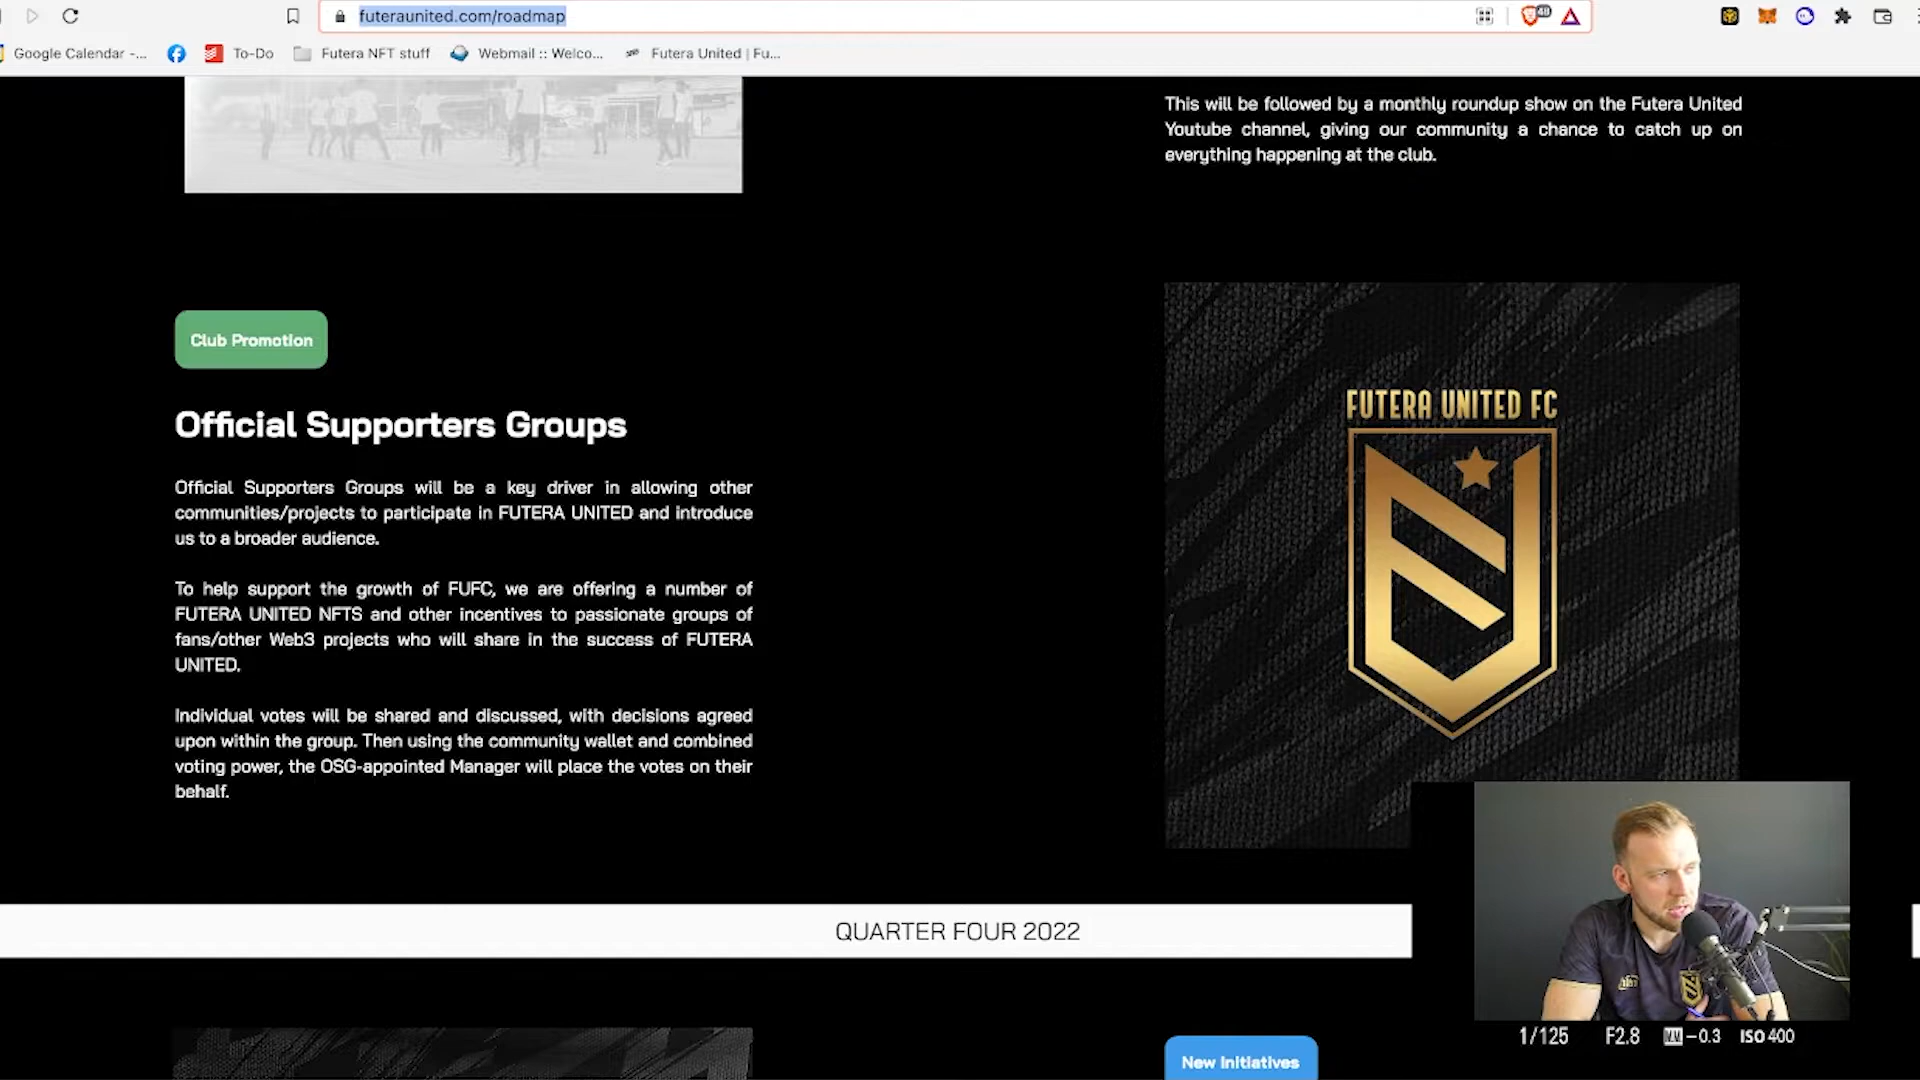 futeraunited.com/roadmap
48
Google Calendar -...
To-Do
Futera NFT stuff
Webmail :: Welco...
Futera United | Fu...
This will be followed by a monthly roundup show on the Futera United
Youtube channel, giving our community a chance to catch up on
everything happening at the club.
Club Promotion
Official Supporters Groups
Official Supporters Groups will be a key driver in allowing other
communities/projects to participate in FUTERA UNITED and introduce
us to a broader audience.
To help support the growth of FUFC, we are offering a number of
FUTERA UNITED NFTS and other incentives to passionate groups of
fans/other Web3 projects who will share in the success of FUTERA
UNITED.
Individual votes will be shared and discussed, with decisions agreed
upon within the group. Then using the community wallet and combined
voting power, the OSG-appointed Manager will place the votes on their
behalf.
FUTERA UNITED FC
QUARTER FOUR 2022
New Initiatives
1/125 F2.8 M.M. -0.3 ISO 400